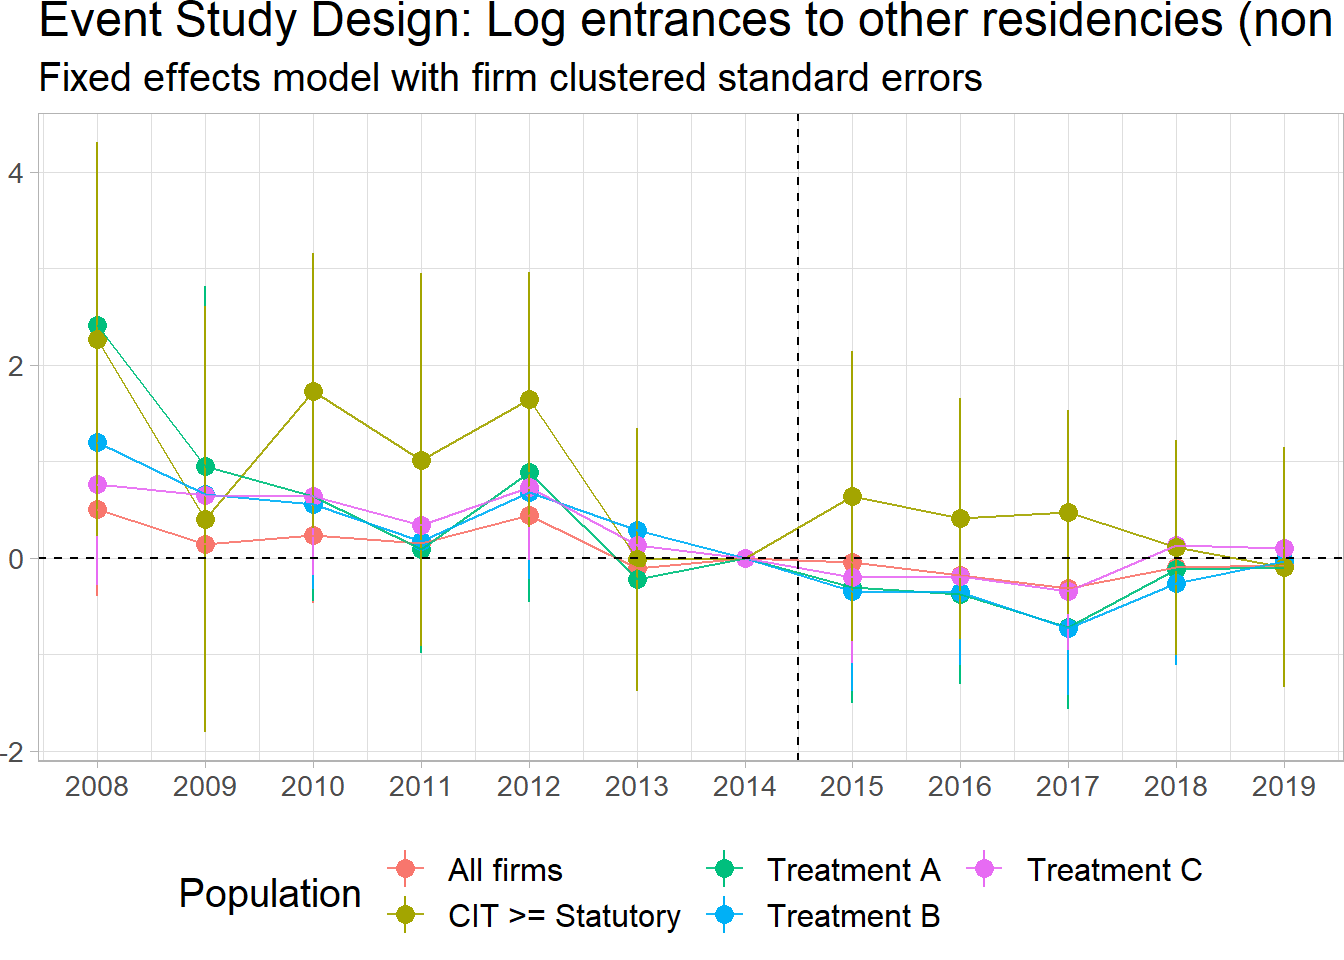 Event Study Design: Log entrances to other residencies (non
Fixed effects model with firm clustered standard errors
4
2
0
-2
2008 2009 2010 2011 2012 2013 2014 2015 2016 2017 2018 2019
Population
All firms
CIT >= Statutory
Treatment A
Treatment B
Treatment C